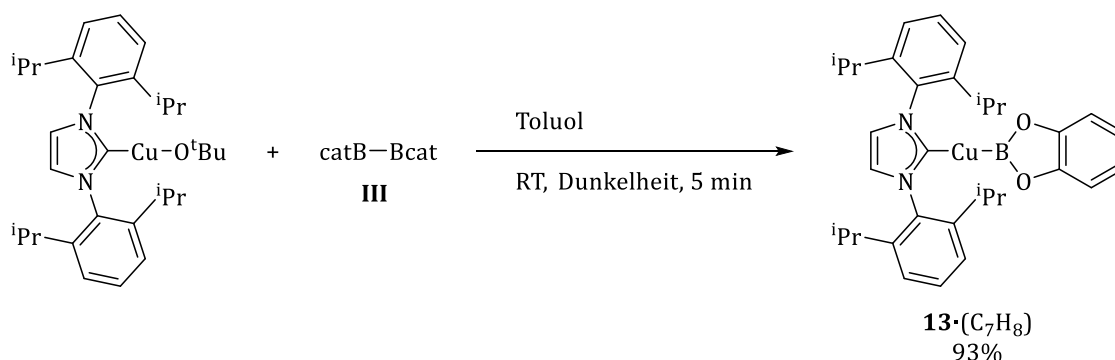 iPr
iPr
N
Cu
OtBu
N
iPr
iPr
+
catB—Bcat
III
Toluol
RT, Dunkelheit, 5 min
iPr
iPr
N
O
Cu
B
N
O
iPr
iPr
13·(C7H8)
93%